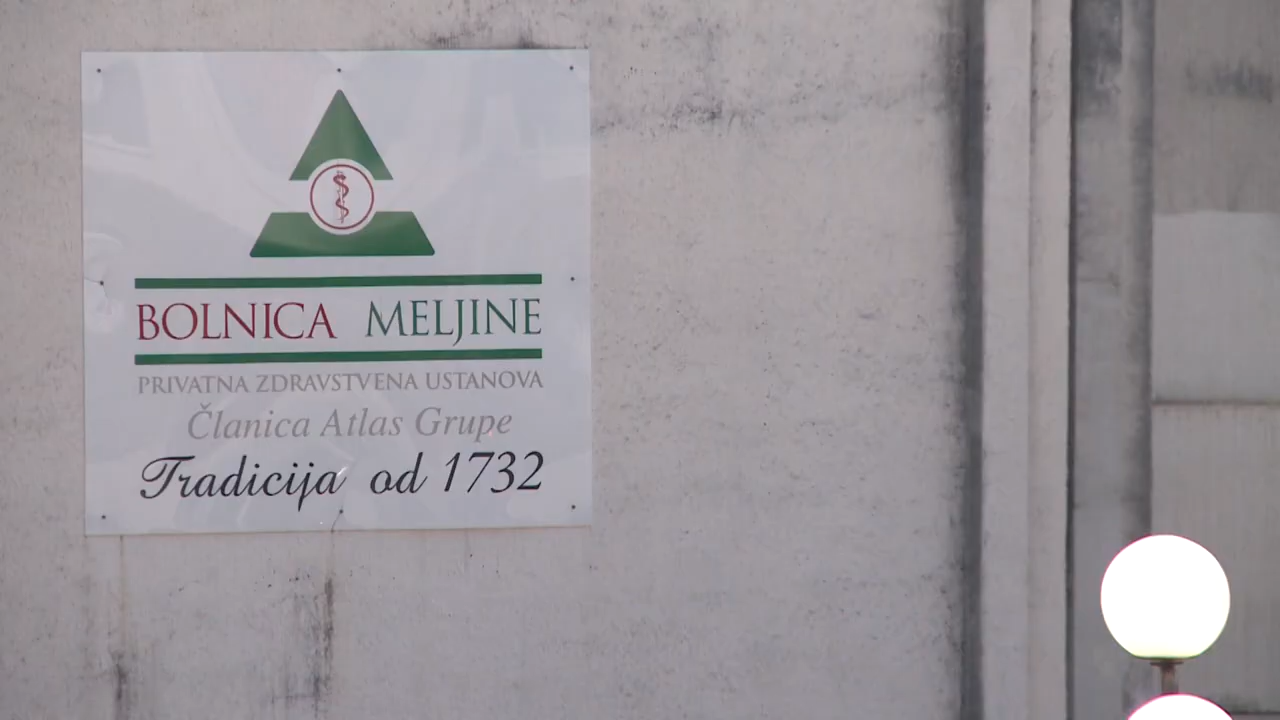 BOLNICA MELJINE
PRIVATNA ZDRAVSTVENA USTANOVA
Članica Atlas Grupe
Tradicija od 1732